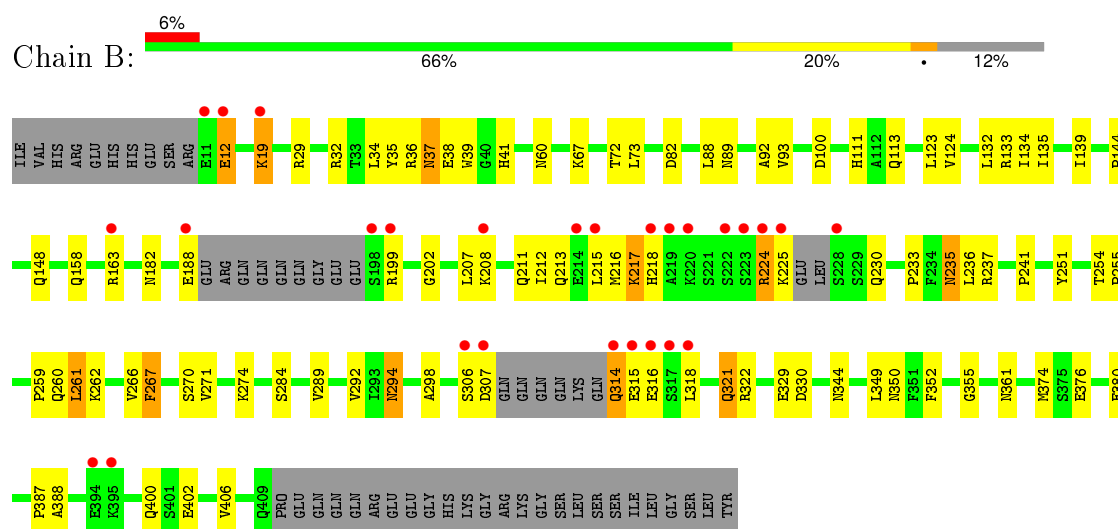 6%
Chain B:
66% 20% • 12%
ILE VAL HIS ARG GLU HIS HIS GLU SER ARG E11 E12 K19 R29 R32 T33 L34 Y35 R36 N37 E38 W39 G40 H41 N60 K67 T72 L73 D82 L88 N89 A92 V93 D100 H111 A112 Q113 L123 V124 L132 R133 I134 I135 I139 P144
Q148 Q158 R163 N182 E188 GLU ARG GLN GLN GLN GLY GLU GLU S198 R199 G202 L207 K208 Q211 I212 Q213 E214 L215 M216 K217 H218 A219 K220 S221 S222 S223 R224 K225 GLU LEU S228 S229 Q230 P233 F234 N235 L236 R237 P241 Y251 T254 P255
P259 Q260 L261 K262 V266 F267 S270 V271 K274 S284 V289 V292 I293 N294 A298 S306 D307 GLN GLN GLN GLN LYS GLN Q314 E315 E316 S317 L318 Q321 R322 E329 D330 N344 L349 N350 F351 F352 G355 N361 M374 S375 E376
P387 A388 E394 K395 Q400 S401 E402 V406 Q409 PRO GLU GLN GLN GLN ARG GLU GLU GLY HIS LYS GLY ARG LYS GLY SER LEU SER SER ILE LEU GLY SER LEU TYR